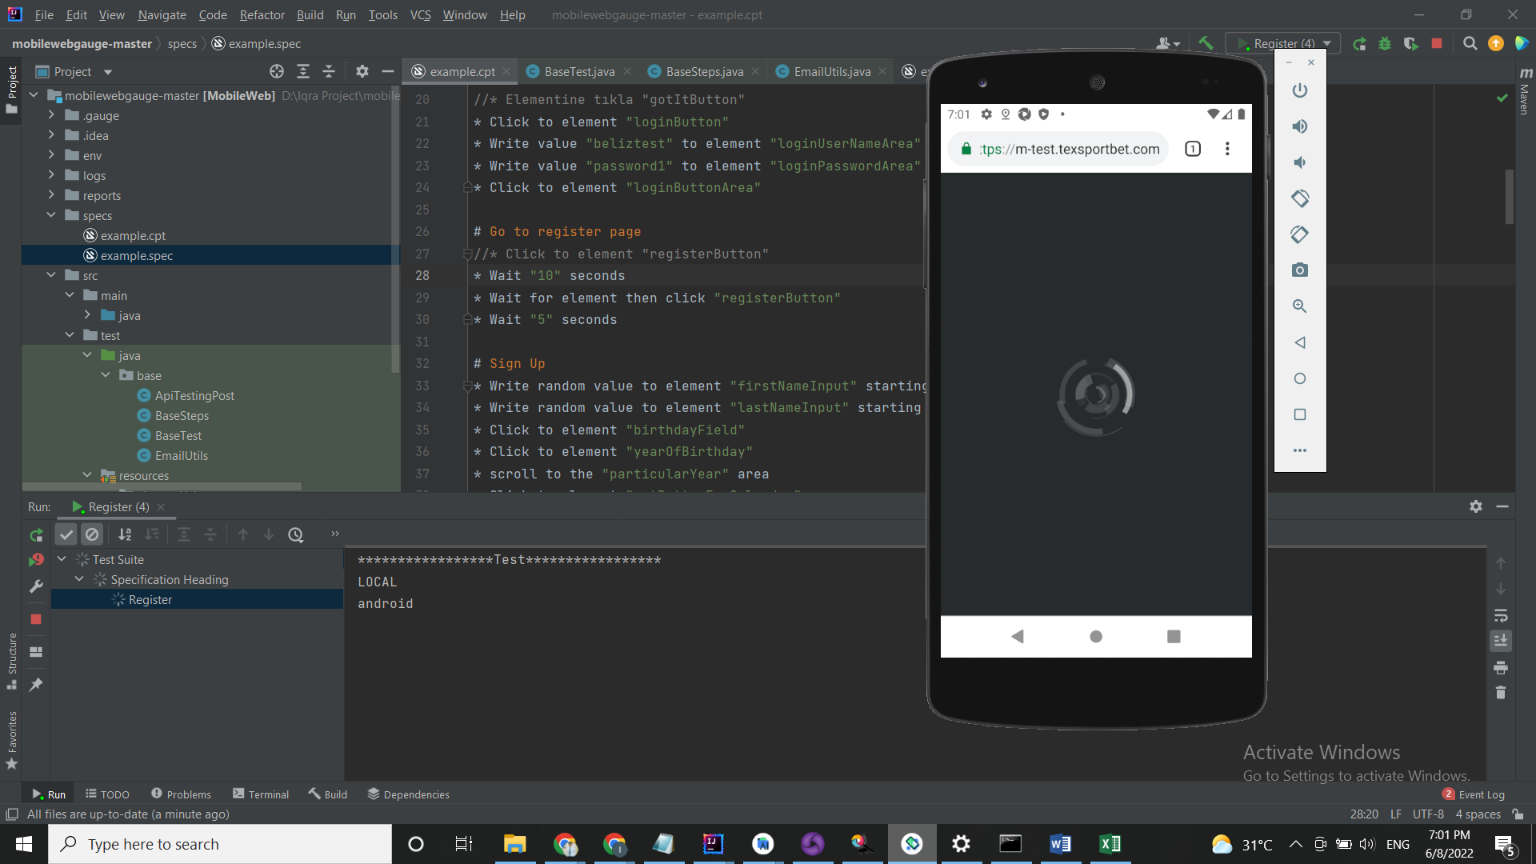 File Edit View Navigate Code Refactor Build Run Tools VCS Window Help mobilewebgauge-master - example.cpt
mobilewebgauge-master specs example.spec
Register (4)
Project
example.cpt BaseTest.java BaseSteps.java EmailUtils.java
Project
Maven
mobilewebgauge-master [MobileWeb] D:\Iqra Project\mobile
.gauge
.idea
env
logs
reports
specs
example.cpt
example.spec
src
main
java
test
java
base
ApiTestingPost
BaseSteps
BaseTest
EmailUtils
resources
20 //* Elementine tıkla "gotItButton"
21 * Click to element "loginButton"
22 * Write value "beliztest" to element "loginUserNameArea"
23 * Write value "password1" to element "loginPasswordArea"
24 * Click to element "loginButtonArea"
25
26 # Go to register page
27 //* Click to element "registerButton"
28 * Wait "10" seconds
29 * Wait for element then click "registerButton"
30 * Wait "5" seconds
31
32 # Sign Up
33 * Write random value to element "firstNameInput" starting
34 * Write random value to element "lastNameInput" starting
35 * Click to element "birthdayField"
36 * Click to element "yearOfBirthday"
37 * scroll to the "particularYear" area
7:01
:tps://m-test.texsportbet.com 1
Run: Register (4)
Test Suite
Specification Heading
Register
*****************Test*****************
LOCAL
android
Structure
Favorites
Activate Windows
Go to Settings to activate Windows.
Run TODO Problems Terminal Build Dependencies
2 Event Log
All files are up-to-date (a minute ago)
28:20 LF UTF-8 4 spaces
Type here to search
31°C ENG
7:01 PM
6/8/2022
5